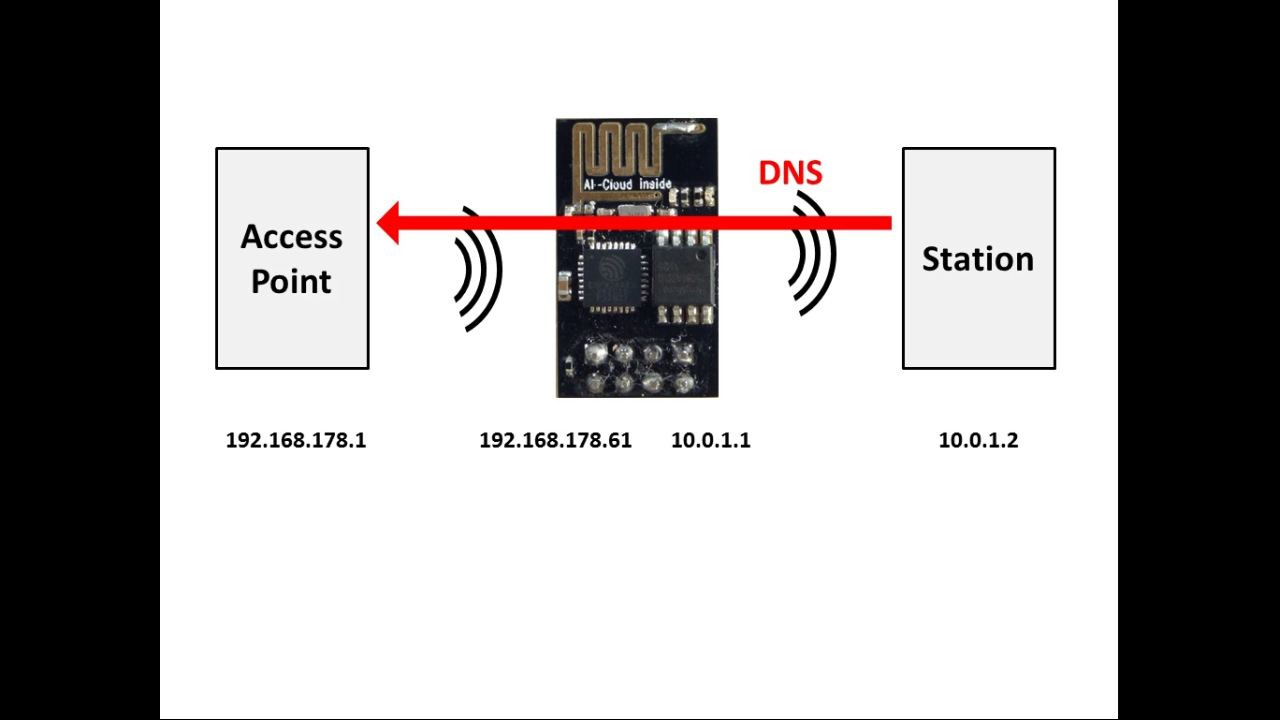 DNS
AI-Cloud inside
Access
Point
Station
192.168.178.1
192.168.178.61
10.0.1.1
10.0.1.2